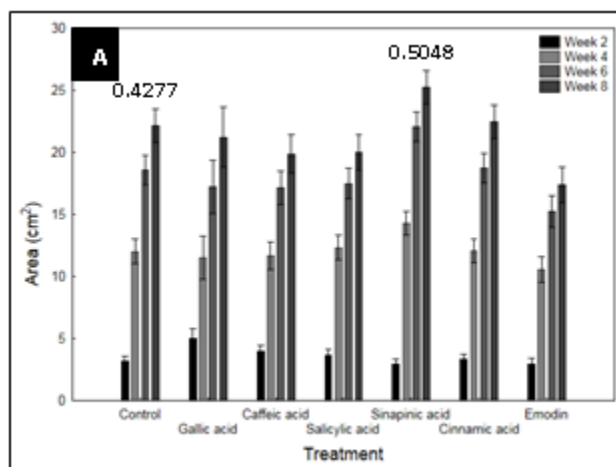 30
A
0.4277
0.5048
Week 2
Week 4
Week 6
Week 8
25
20
15
10
5
0
Area (cm²)
Control
Gallic acid
Caffeic acid
Salicylic acid
Sinapinic acid
Cinnamic acid
Emodin
Treatment